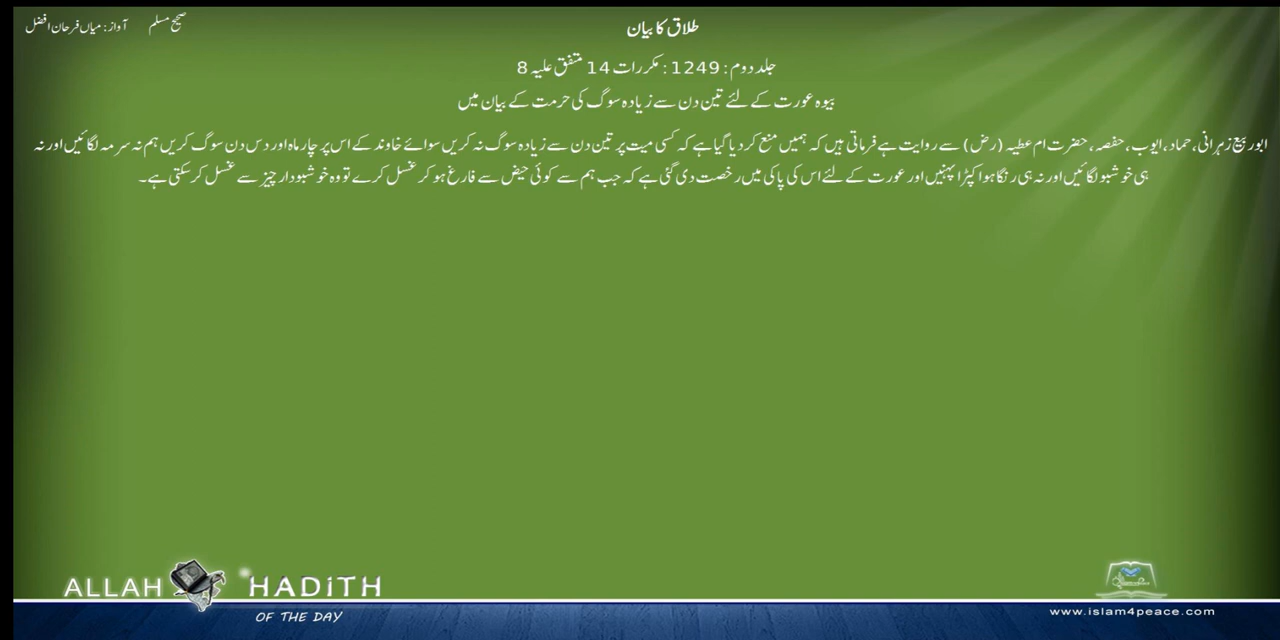 صحیح مسلم آواز: میاں فرحان افضل
طلاق کا بیان
جلد دوم : 1249 : مکررات 14 متفق علیہ 8
بیوہ عورت کے لئے تین دن سے زیادہ سوگ کی حرمت کے بیان میں
ابوربیع زہرانی، حماد، ایوب، حفصہ، حضرت ام عطیہ (رض) سے روایت ہے فرماتی ہیں کہ ہمیں منع کر دیا گیا ہے کہ کسی میت پر تین دن سے زیادہ سوگ نہ کریں سوائے خاوند کے اس پر چار ماہ اور دس دن سوگ کریں ہم نہ سرمہ لگائیں اور نہ
ہی خوشبو لگائیں اور نہ ہی رنگا ہوا کپڑا پہنیں اور عورت کے لئے اس کی پاکی میں رخصت دی گئی ہے کہ جب ہم سے کوئی حیض سے فارغ ہو کر غسل کرے تو وہ خوشبودار چیز سے غسل کر سکتی ہے۔
ALLAH HADITH
OF THE DAY
www.islam4peace.com